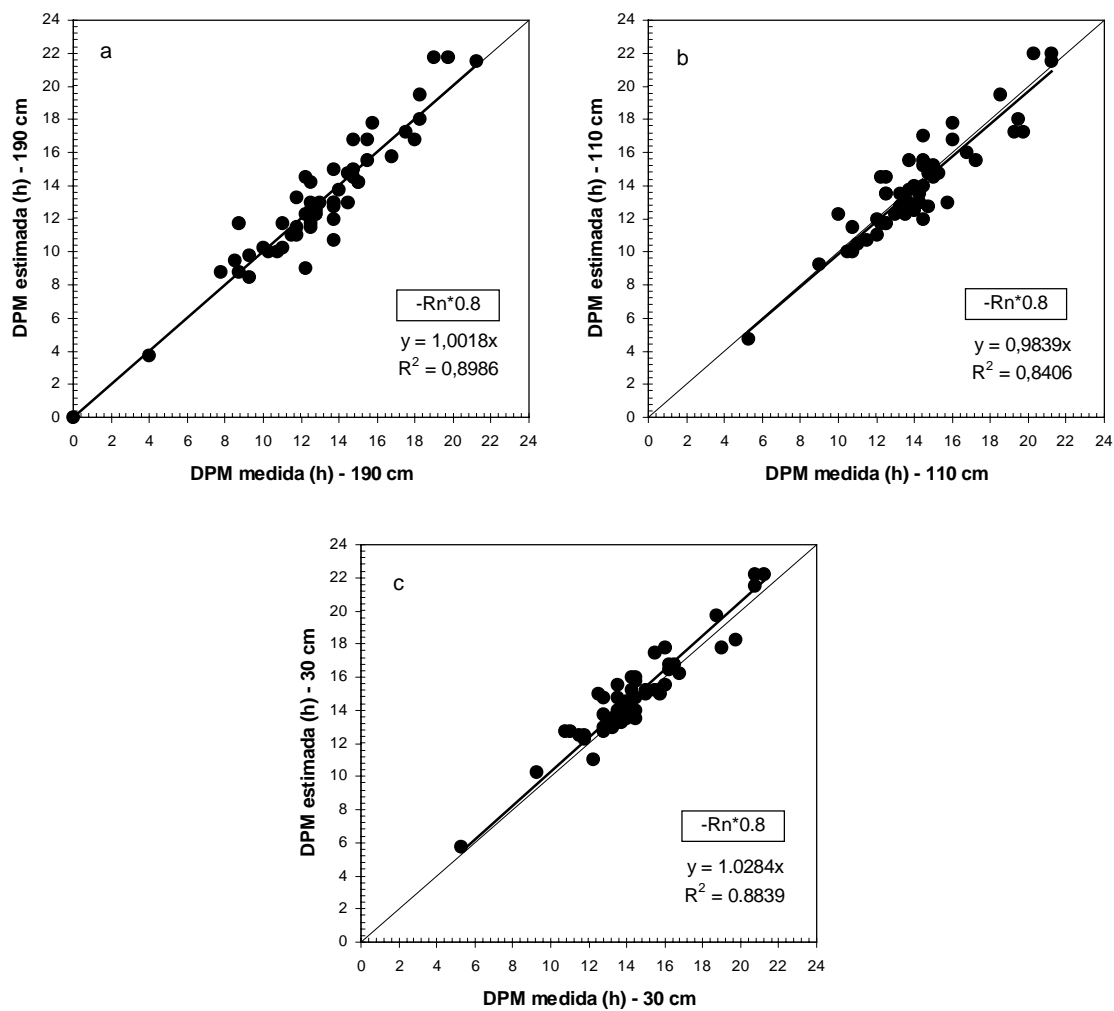 a
DPM estimada (h) - 190 cm
24
22
20
18
16
14
12
10
8
6
4
2
0
-Rn*0.8
y = 1,0018x
R² = 0,8986
0 2 4 6 8 10 12 14 16 18 20 22 24
DPM medida (h) - 190 cm
b
DPM estimada (h) - 110 cm
24
22
20
18
16
14
12
10
8
6
4
2
0
-Rn*0.8
y = 0,9839x
R² = 0,8406
0 2 4 6 8 10 12 14 16 18 20 22 24
DPM medida (h) - 110 cm
c
DPM estimada (h) - 30 cm
24
22
20
18
16
14
12
10
8
6
4
2
0
-Rn*0.8
y = 1.0284x
R² = 0.8839
0 2 4 6 8 10 12 14 16 18 20 22 24
DPM medida (h) - 30 cm